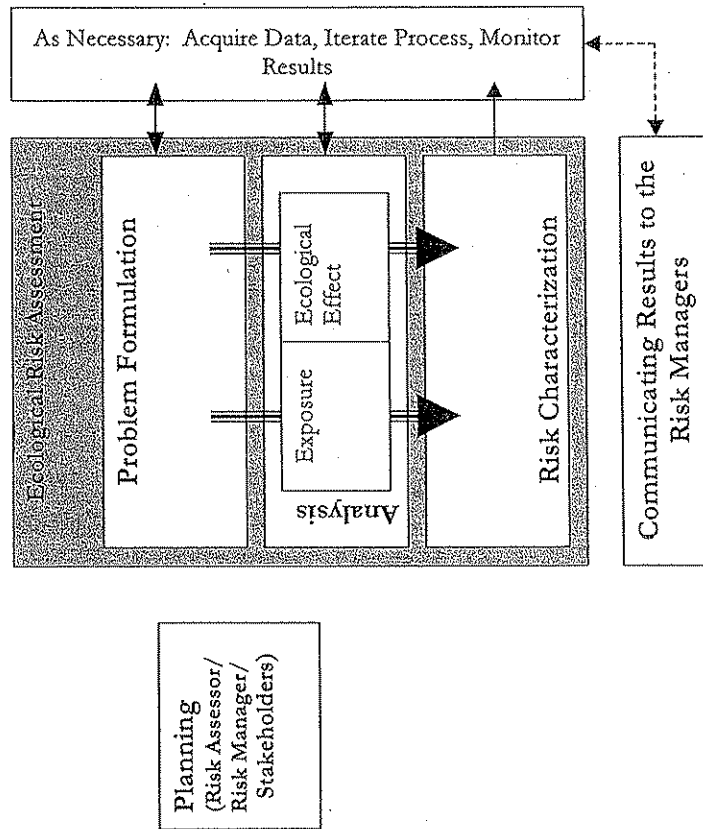 As Necessary: Acquire Data, Iterate Process, Monitor
Results
Ecological Risk Assessment
Problem Formulation
Analysis
Exposure
Ecological
Effect
Risk Characterization
Planning
(Risk Assessor/
Risk Manager/
Stakeholders)
Communicating Results to the
Risk Managers